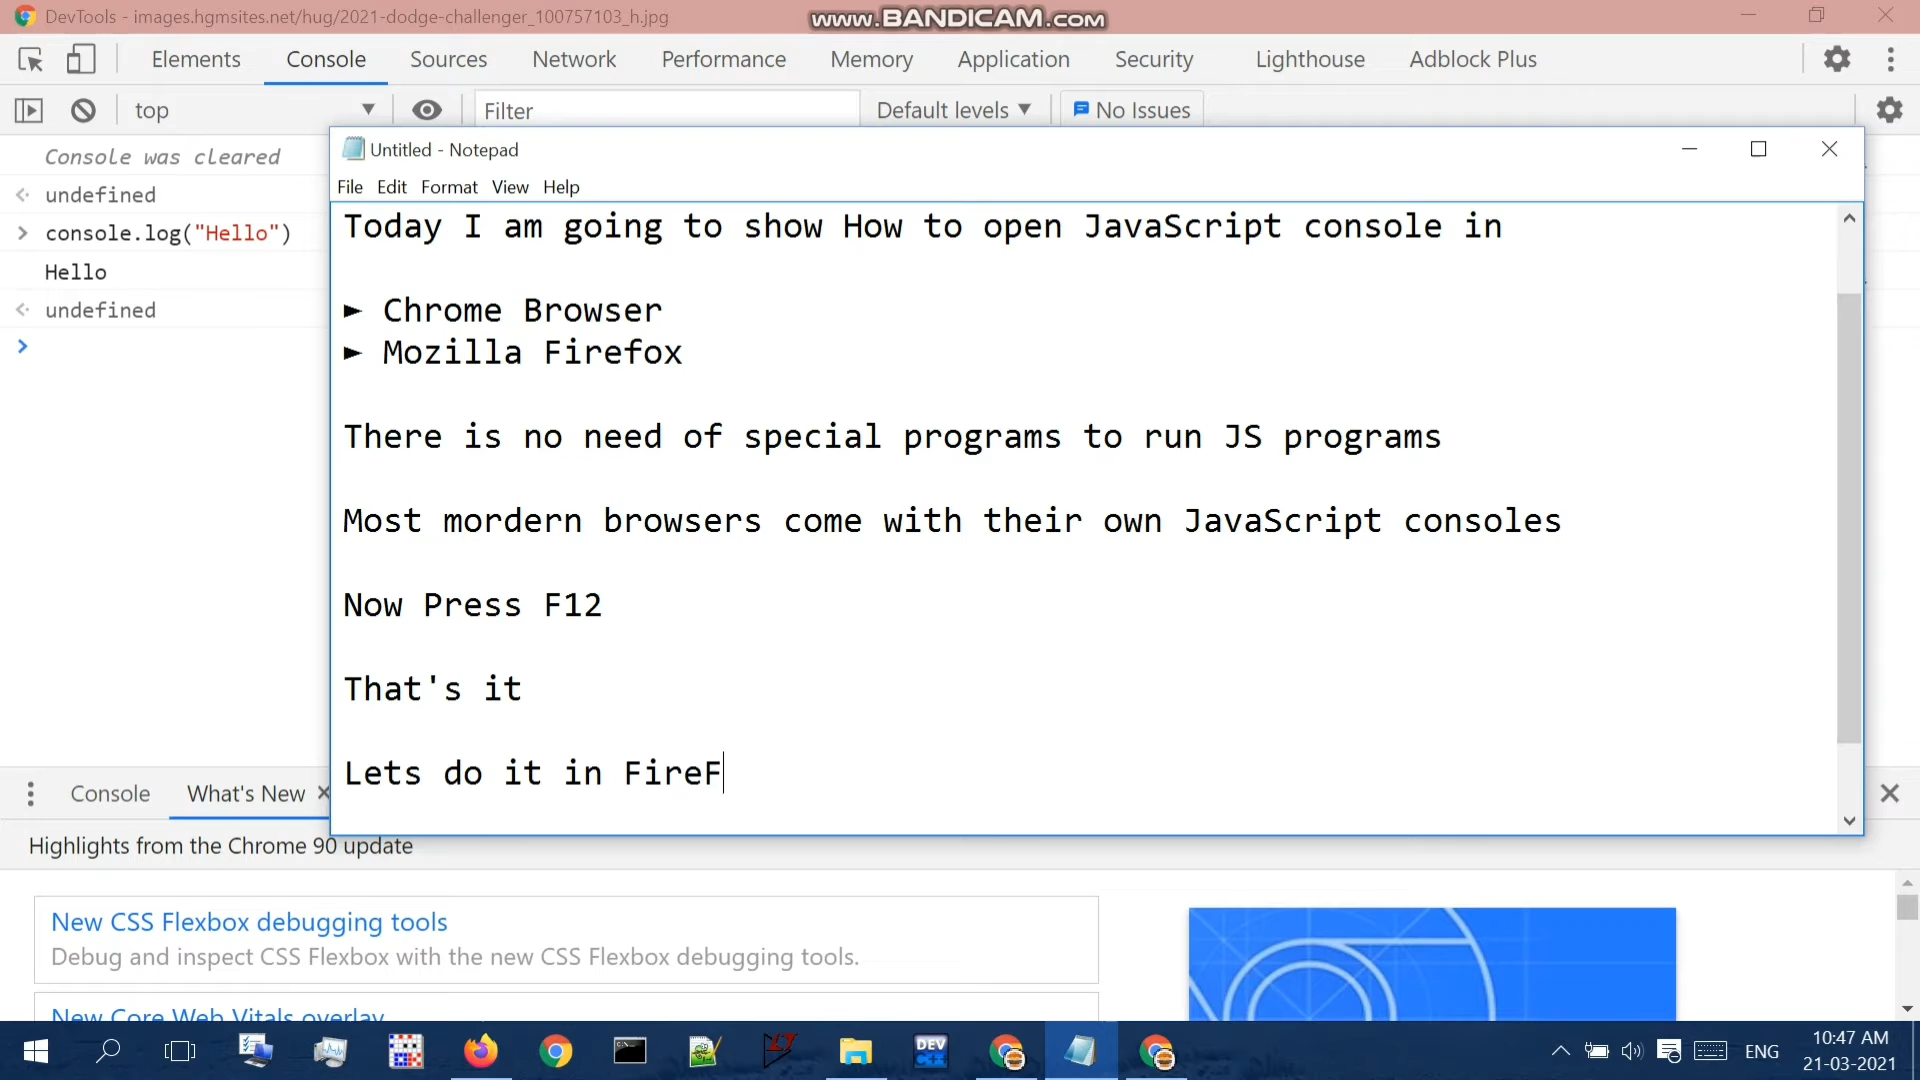 DevTools - images.hgmsites.net/hug/2021-dodge-challenger_100757103_h.jpg
www.BANDICAM.com
Elements Console Sources Network Performance Memory Application Security Lighthouse Adblock Plus
top Filter Default levels ▼ No Issues
Console was cleared
undefined
console.log("Hello")
Hello
undefined
Untitled - Notepad
File Edit Format View Help
Today I am going to show How to open JavaScript console in
► Chrome Browser
► Mozilla Firefox
There is no need of special programs to run JS programs
Most mordern browsers come with their own JavaScript consoles
Now Press F12
That's it
Lets do it in FireF
Console What's New
Highlights from the Chrome 90 update
New CSS Flexbox debugging tools
Debug and inspect CSS Flexbox with the new CSS Flexbox debugging tools.
New Core Web Vitals overlay
DEV
ENG
10:47 AM
21-03-2021